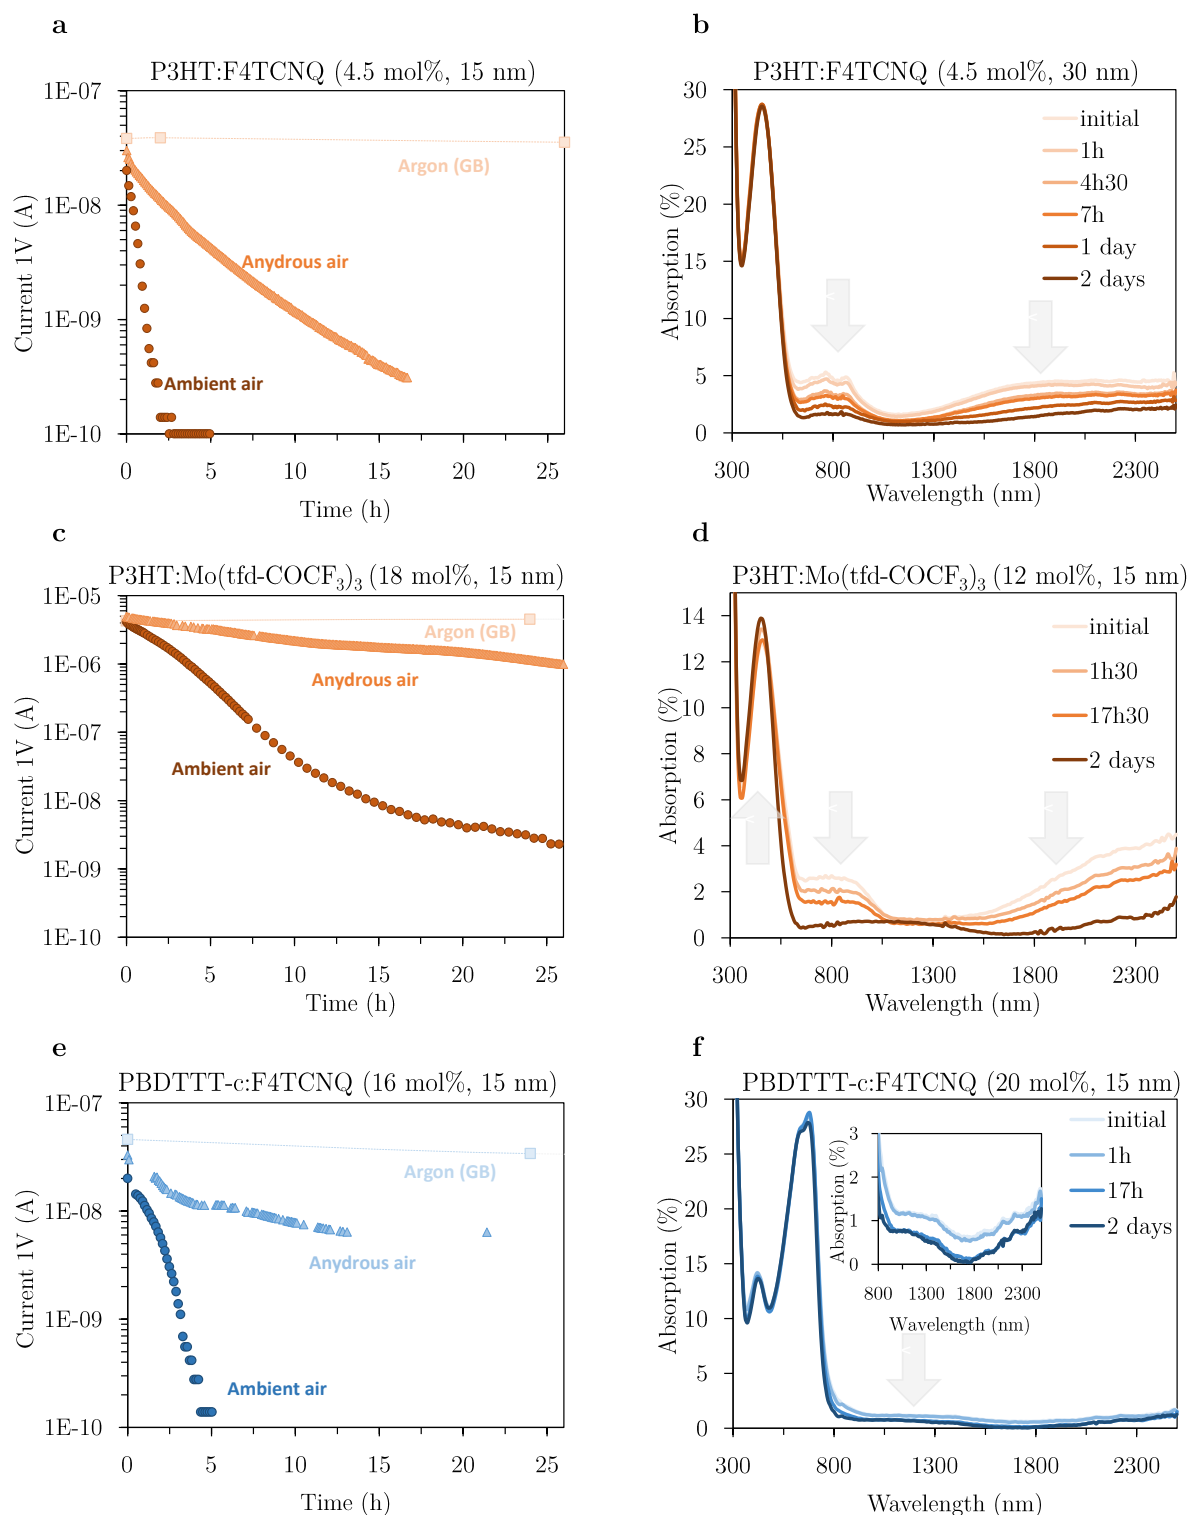 a
P3HT:F4TCNQ (4.5 mol%, 15 nm)
1E-07
1E-08
1E-09
1E-10
Current 1V (A)
Argon (GB)
Anydrous air
Ambient air
0 5 10 15 20 25
Time (h)
b
P3HT:F4TCNQ (4.5 mol%, 30 nm)
30
25
20
15
10
5
0
Absorption (%)
initial
1h
4h30
7h
1 day
2 days
300 800 1300 1800 2300
Wavelength (nm)
c
P3HT:Mo(tfd-COCF3)3 (18 mol%, 15 nm)
1E-05
1E-06
1E-07
1E-08
1E-09
1E-10
Current 1V (A)
Argon (GB)
Anydrous air
Ambient air
0 5 10 15 20 25
Time (h)
d
P3HT:Mo(tfd-COCF3)3 (12 mol%, 15 nm)
14
12
10
8
6
4
2
0
Absorption (%)
initial
1h30
17h30
2 days
300 800 1300 1800 2300
Wavelength (nm)
e
PBDTTT-c:F4TCNQ (16 mol%, 15 nm)
1E-07
1E-08
1E-09
1E-10
Current 1V (A)
Argon (GB)
Anydrous air
Ambient air
0 5 10 15 20 25
Time (h)
f
PBDTTT-c:F4TCNQ (20 mol%, 15 nm)
30
25
20
15
10
5
0
Absorption (%)
initial
1h
17h
2 days
3
2
1
0
Absorption (%)
800 1300 1800 2300
Wavelength (nm)
300 800 1300 1800 2300
Wavelength (nm)